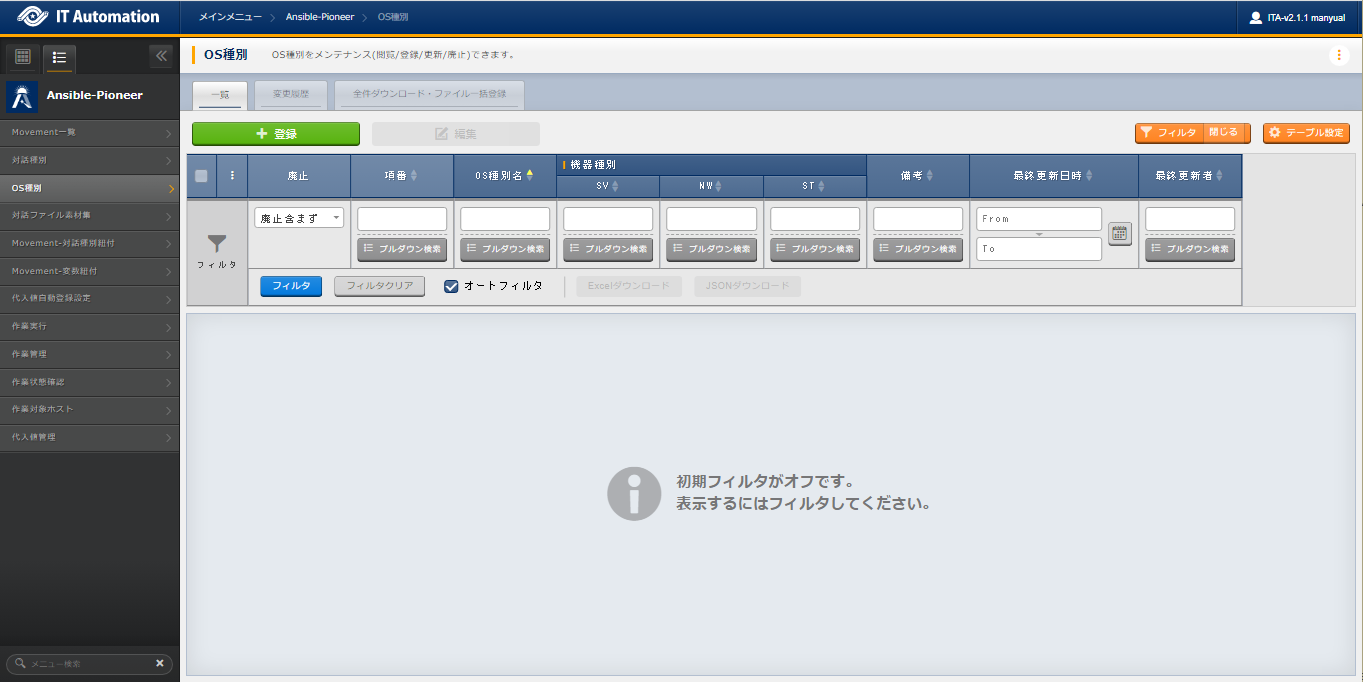 IT Automation
メインメニュー
Ansible-Pioneer
OS種別
ITA-v2.1.1 manyual
Ansible-Pioneer
Movement一覧
対話種別
OS種別
対話ファイル素材集
Movement-対話種別紐付
Movement-変数紐付
代入値自動登録設定
作業実行
作業管理
作業状態確認
作業対象ホスト
代入値管理
メニュー検索
OS種別
OS種別をメンテナンス(閲覧/登録/更新/廃止)できます。
一覧
変更履歴
全件ダウンロード・ファイル一括登録
登録
編集
フィルタ 閉じる
テーブル設定
廃止
項番
OS種別名
機器種別
SV
NW
ST
備考
最終更新日時
最終更新者
フィルタ
廃止含まず
プルダウン検索
プルダウン検索
プルダウン検索
プルダウン検索
プルダウン検索
プルダウン検索
From
To
プルダウン検索
フィルタ
フィルタクリア
オートフィルタ
Excelダウンロード
JSONダウンロード
初期フィルタがオフです。
表示するにはフィルタしてください。